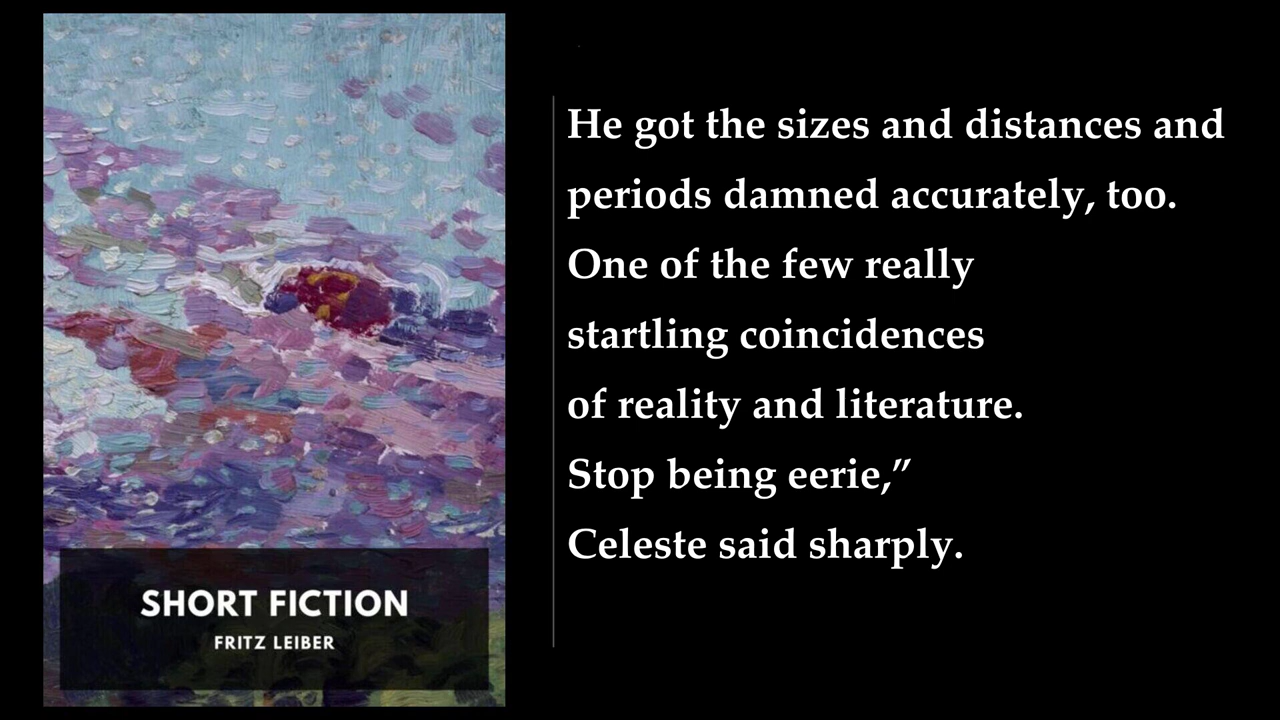 SHORT FICTION
FRITZ LEIBER
He got the sizes and distances and
periods damned accurately, too.
One of the few really
startling coincidences
of reality and literature.
Stop being eerie,”
Celeste said sharply.